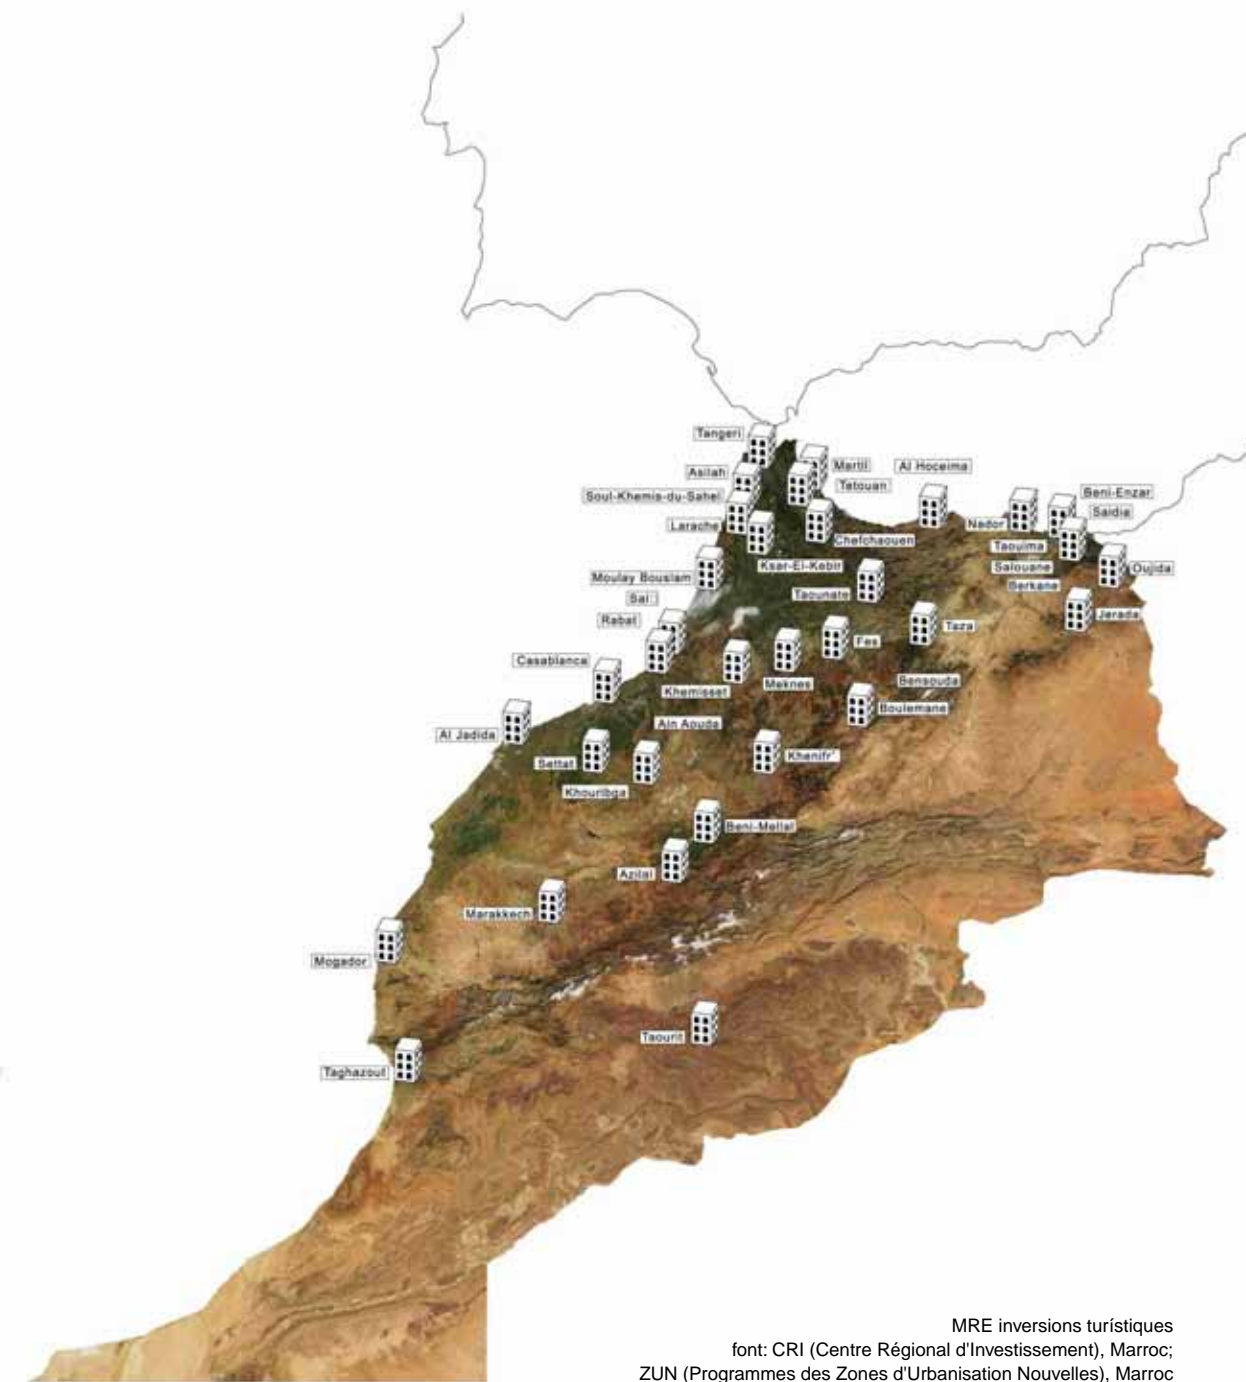 Tangeri
Martil
Al Hoceima
Asilah
Tetouan
Beni-Enzar
Soul-Khemis-du-Sahel
Saidia
Larache
Nador
Chefchaouen
Taouima
Ksar-El-Kebir
Salouane
Oujida
Moulay Bouslam
Berkane
Taounate
Sal
Jerada
Rabat
Taza
Fes
Casablanca
Bensouda
Meknes
Khemisset
Boulemane
Ain Aouda
Al Jadida
Khenifr'
Settat
Khouribga
Beni-Mellal
Azilal
Marakkech
Mogador
Taourit
Taghazout
MRE inversions turístiques
font: CRI (Centre Régional d'Investissement), Marroc;
ZUN (Programmes des Zones d'Urbanisation Nouvelles), Marroc